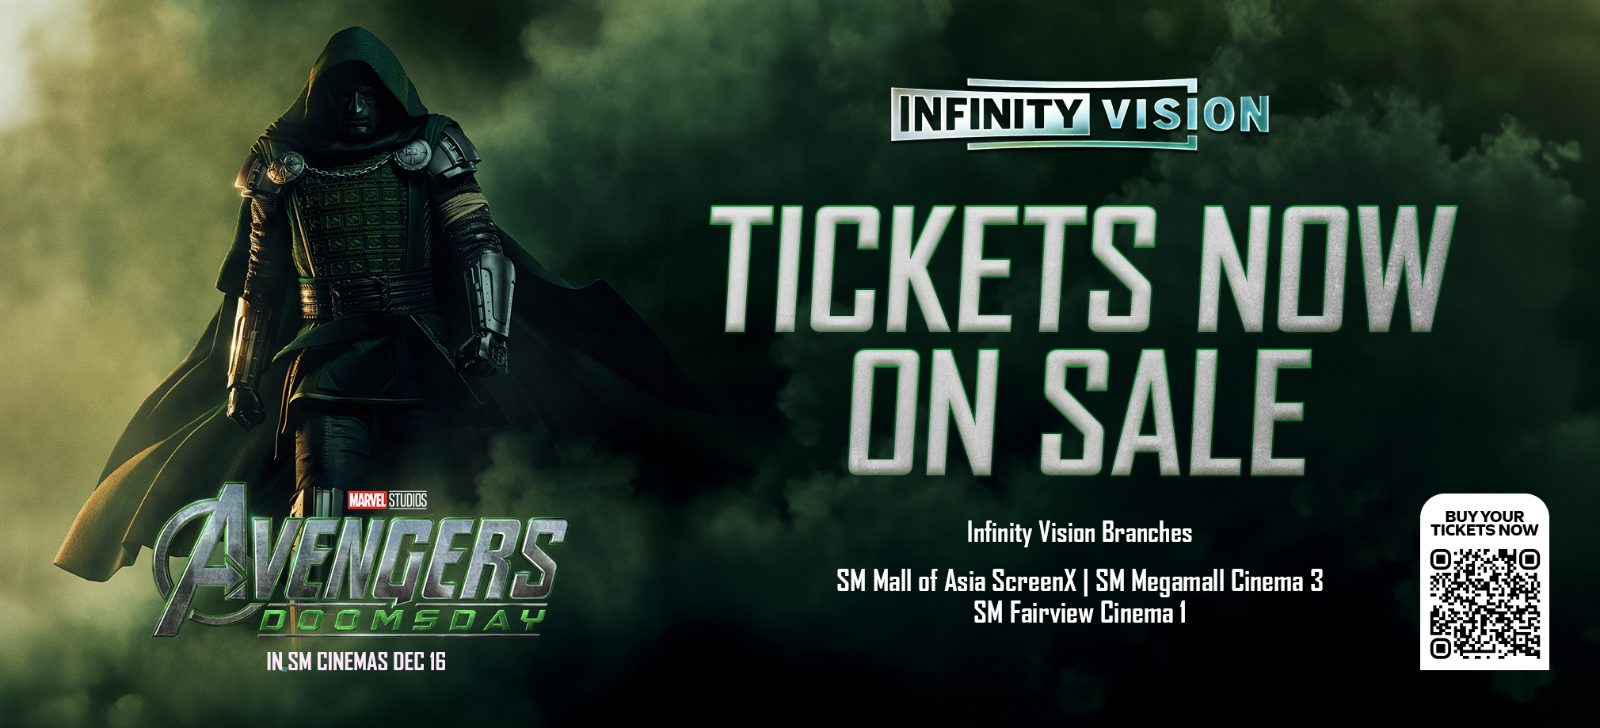 INFINITY VISION
TICKETS NOW
ON SALE
MARVEL STUDIOS
AVENGERS
DOOMSDAY
IN SM CINEMAS DEC 16
Infinity Vision Branches
SM Mall of Asia ScreenX | SM Megamall Cinema 3
SM Fairview Cinema 1
BUY YOUR
TICKETS NOW